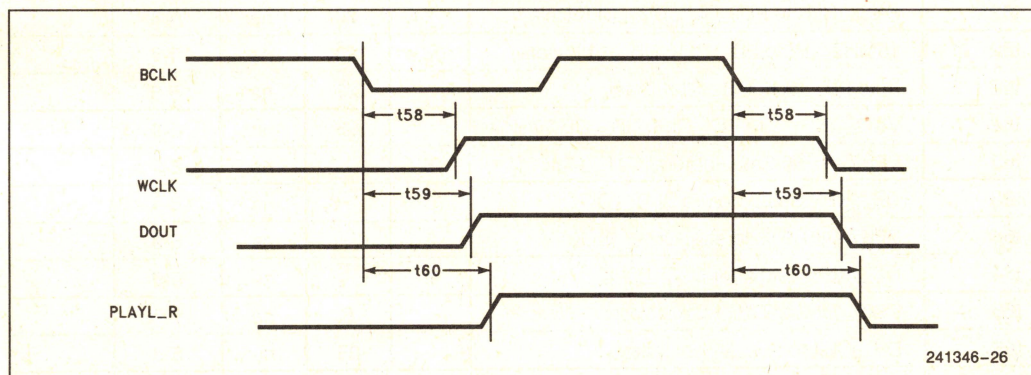 BCLK
t58 t58
WCLK
t59 t59
DOUT
t60 t60
PLAYL_R
241346-26